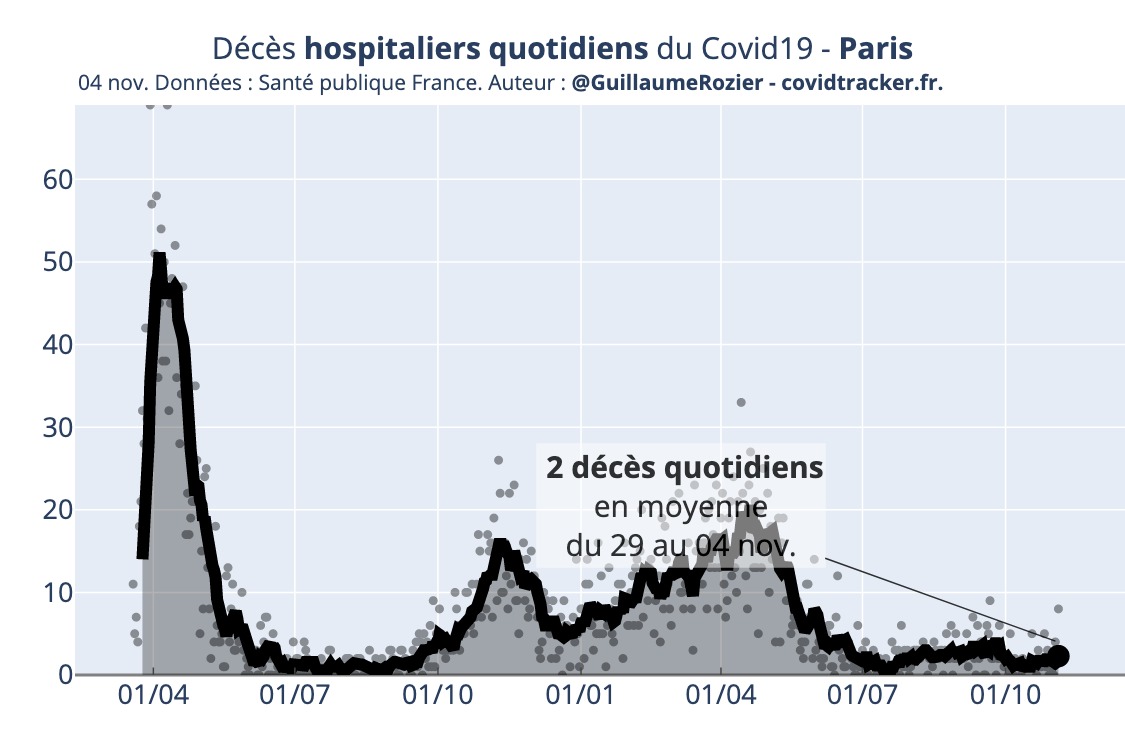 Décès hospitaliers quotidiens du Covid19 - Paris
04 nov. Données : Santé publique France. Auteur : @GuillaumeRozier - covidtracker.fr.
60
50
40
30
20
10
0
2 décès quotidiens
en moyenne
du 29 au 04 nov.
01/04 01/07 01/10 01/01 01/04 01/07 01/10